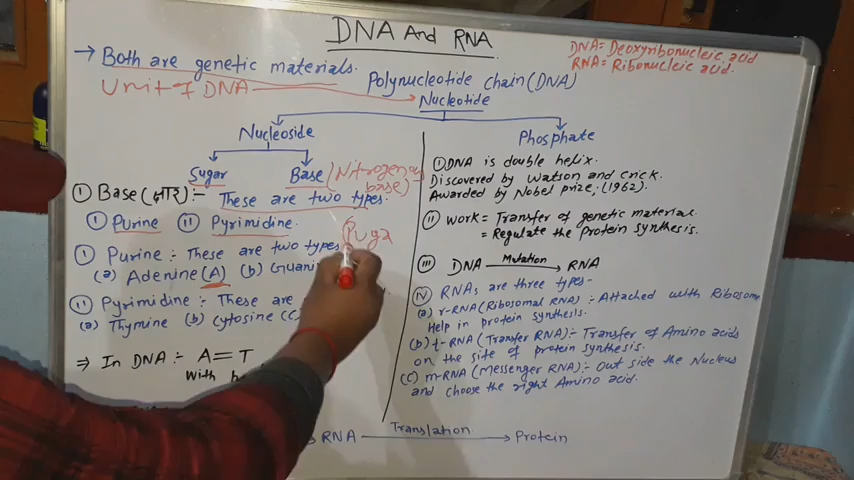 DNA And RNA
DNA = Deoxyribonucleic acid
RNA = Ribonucleic acid.
→ Both are genetic materials.
Unit of DNA
Polynucleotide chain (DNA)
Nucleotide
Nucleoside
Phosphate
Sugar
Base (Nitrogenous base)
① Base (क्षार) :- These are two types.
① Purine ⑪ Pyrimidine.
Puga
① Purine :- These are two types
(a) Adenine (A) (b) Guani
⑪ Pyrimidine :- These are
(a) Thymine (b) Cytosine (C)
⇒ In DNA :- A = T
With h
① DNA is double helix.
Discovered by Watson and Crick.
Awarded by Nobel prize, (1962).
⑪ Work = Transfer of genetic material.
= Regulate the Protein synthesis.
⑪⑪ DNA Mutation → RNA
Ⓘⓥ RNAs are three types-
(a) r-RNA (Ribosomal RNA) :- Attached with Ribosome
Help in protein synthesis.
(b) t-RNA (Transfer RNA) :- Transfer of Amino acids
on the site of protein synthesis.
(C) m-RNA (Messenger RNA) :- Out side the Nucleus
and choose the right Amino acid.
RNA Translation → Protein